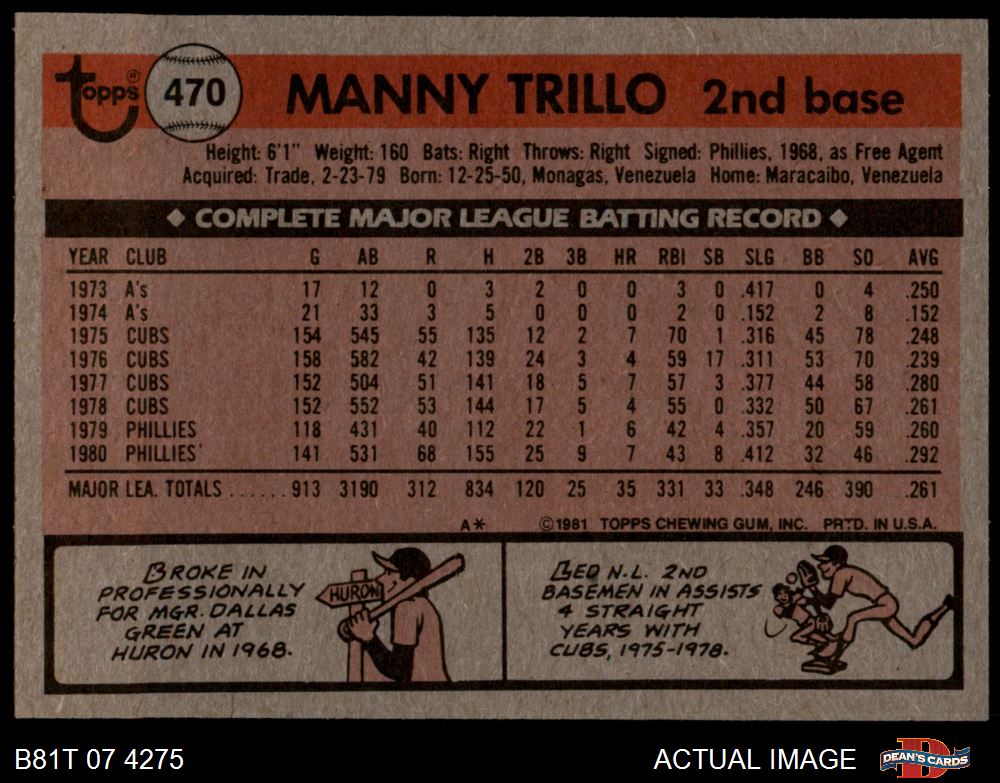 Topps® 470 MANNY TRILLO 2nd base
Height: 6'1" Weight: 160 Bats: Right Throws: Right Signed: Phillies, 1968, as Free Agent
Acquired: Trade, 2-23-79 Born: 12-25-50, Monagas, Venezuela Home: Maracaibo, Venezuela
◆ COMPLETE MAJOR LEAGUE BATTING RECORD ◆
YEAR CLUB G AB R H 2B 3B HR RBI SB SLG BB SO AVG
1973 A's 17 12 0 3 2 0 0 3 0 .417 0 4 .250
1974 A's 21 33 3 5 0 0 0 2 0 .152 2 8 .152
1975 CUBS 154 545 55 135 12 2 7 70 1 .316 45 78 .248
1976 CUBS 158 582 42 139 24 3 4 59 17 .311 53 70 .239
1977 CUBS 152 504 51 141 18 5 7 57 3 .377 44 58 .280
1978 CUBS 152 552 53 144 17 5 4 55 0 .332 50 67 .261
1979 PHILLIES 118 431 40 112 22 1 6 42 4 .357 20 59 .260
1980 PHILLIES 141 531 68 155 25 9 7 43 8 .412 32 46 .292
MAJOR LEA. TOTALS ...... 913 3190 312 834 120 25 35 331 33 .348 246 390 .261
A* ©1981 TOPPS CHEWING GUM, INC. PRTD. IN U.S.A.
BROKE IN
PROFESSIONALLY
FOR MGR. DALLAS
GREEN AT
HURON IN 1968.
HURON
LED N.L. 2ND
BASEMEN IN ASSISTS
4 STRAIGHT
YEARS WITH
CUBS, 1975-1978.
B81T 07 4275 ACTUAL IMAGE DEAN'S CARDS